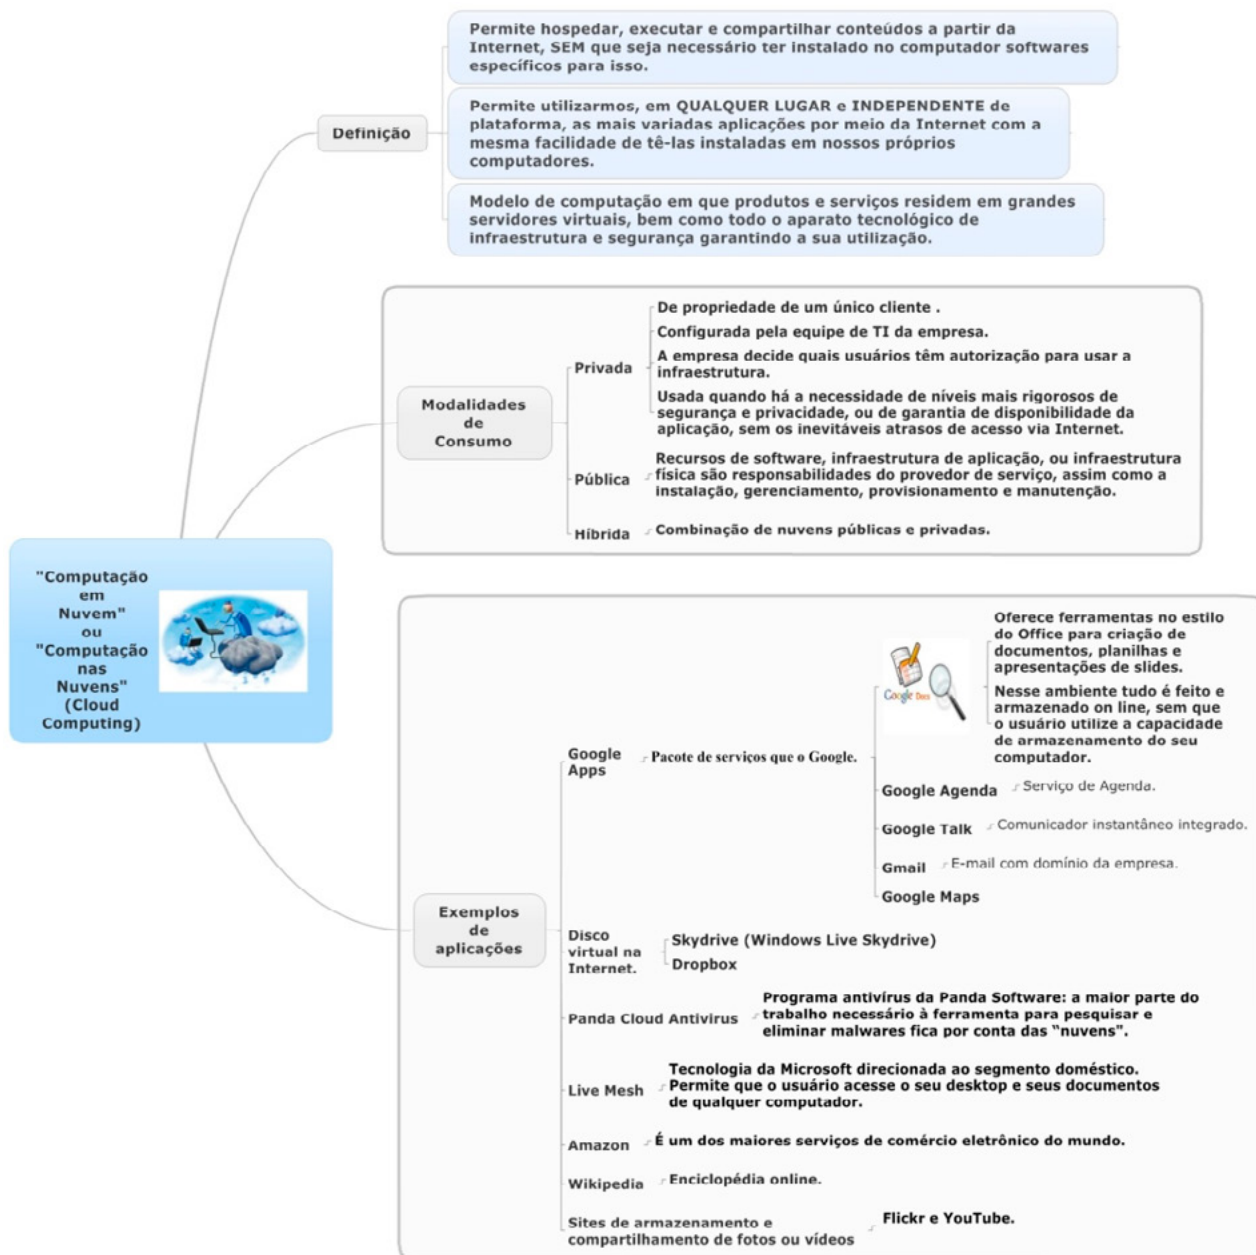 Permite hospedar, executar e compartilhar conteúdos a partir da
Internet, SEM que seja necessário ter instalado no computador softwares
específicos para isso.
Definição
Permite utilizarmos, em QUALQUER LUGAR e INDEPENDENTE de
plataforma, as mais variadas aplicações por meio da Internet com a
mesma facilidade de tê-las instaladas em nossos próprios
computadores.
Modelo de computação em que produtos e serviços residem em grandes
servidores virtuais, bem como todo o aparato tecnológico de
infraestrutura e segurança garantindo a sua utilização.
Modalidades
de
Consumo
Privada
De propriedade de um único cliente .
Configurada pela equipe de TI da empresa.
A empresa decide quais usuários têm autorização para usar a
infraestrutura.
Usada quando há a necessidade de níveis mais rigorosos de
segurança e privacidade, ou de garantia de disponibilidade da
aplicação, sem os inevitáveis atrasos de acesso via Internet.
Pública
Recursos de software, infraestrutura de aplicação, ou infraestrutura
física são responsabilidades do provedor de serviço, assim como a
instalação, gerenciamento, provisionamento e manutenção.
Híbrida
Combinação de nuvens públicas e privadas.
"Computação
em
Nuvem"
ou
"Computação
nas
Nuvens"
(Cloud
Computing)
Exemplos
de
aplicações
Google
Apps
Pacote de serviços que o Google.
Google Docs
Oferece ferramentas no estilo
do Office para criação de
documentos, planilhas e
apresentações de slides.
Nesse ambiente tudo é feito e
armazenado on line, sem que
o usuário utilize a capacidade
de armazenamento do seu
computador.
Google Agenda
Serviço de Agenda.
Google Talk
Comunicador instantâneo integrado.
Gmail
E-mail com domínio da empresa.
Google Maps
Disco
virtual na
Internet.
Skydrive (Windows Live Skydrive)
Dropbox
Panda Cloud Antivirus
Programa antivírus da Panda Software: a maior parte do
trabalho necessário à ferramenta para pesquisar e
eliminar malwares fica por conta das “nuvens".
Live Mesh
Tecnologia da Microsoft direcionada ao segmento doméstico.
Permite que o usuário acesse o seu desktop e seus documentos
de qualquer computador.
Amazon
É um dos maiores serviços de comércio eletrônico do mundo.
Wikipedia
Enciclopédia online.
Sites de armazenamento e
compartilhamento de fotos ou vídeos
Flickr e YouTube.